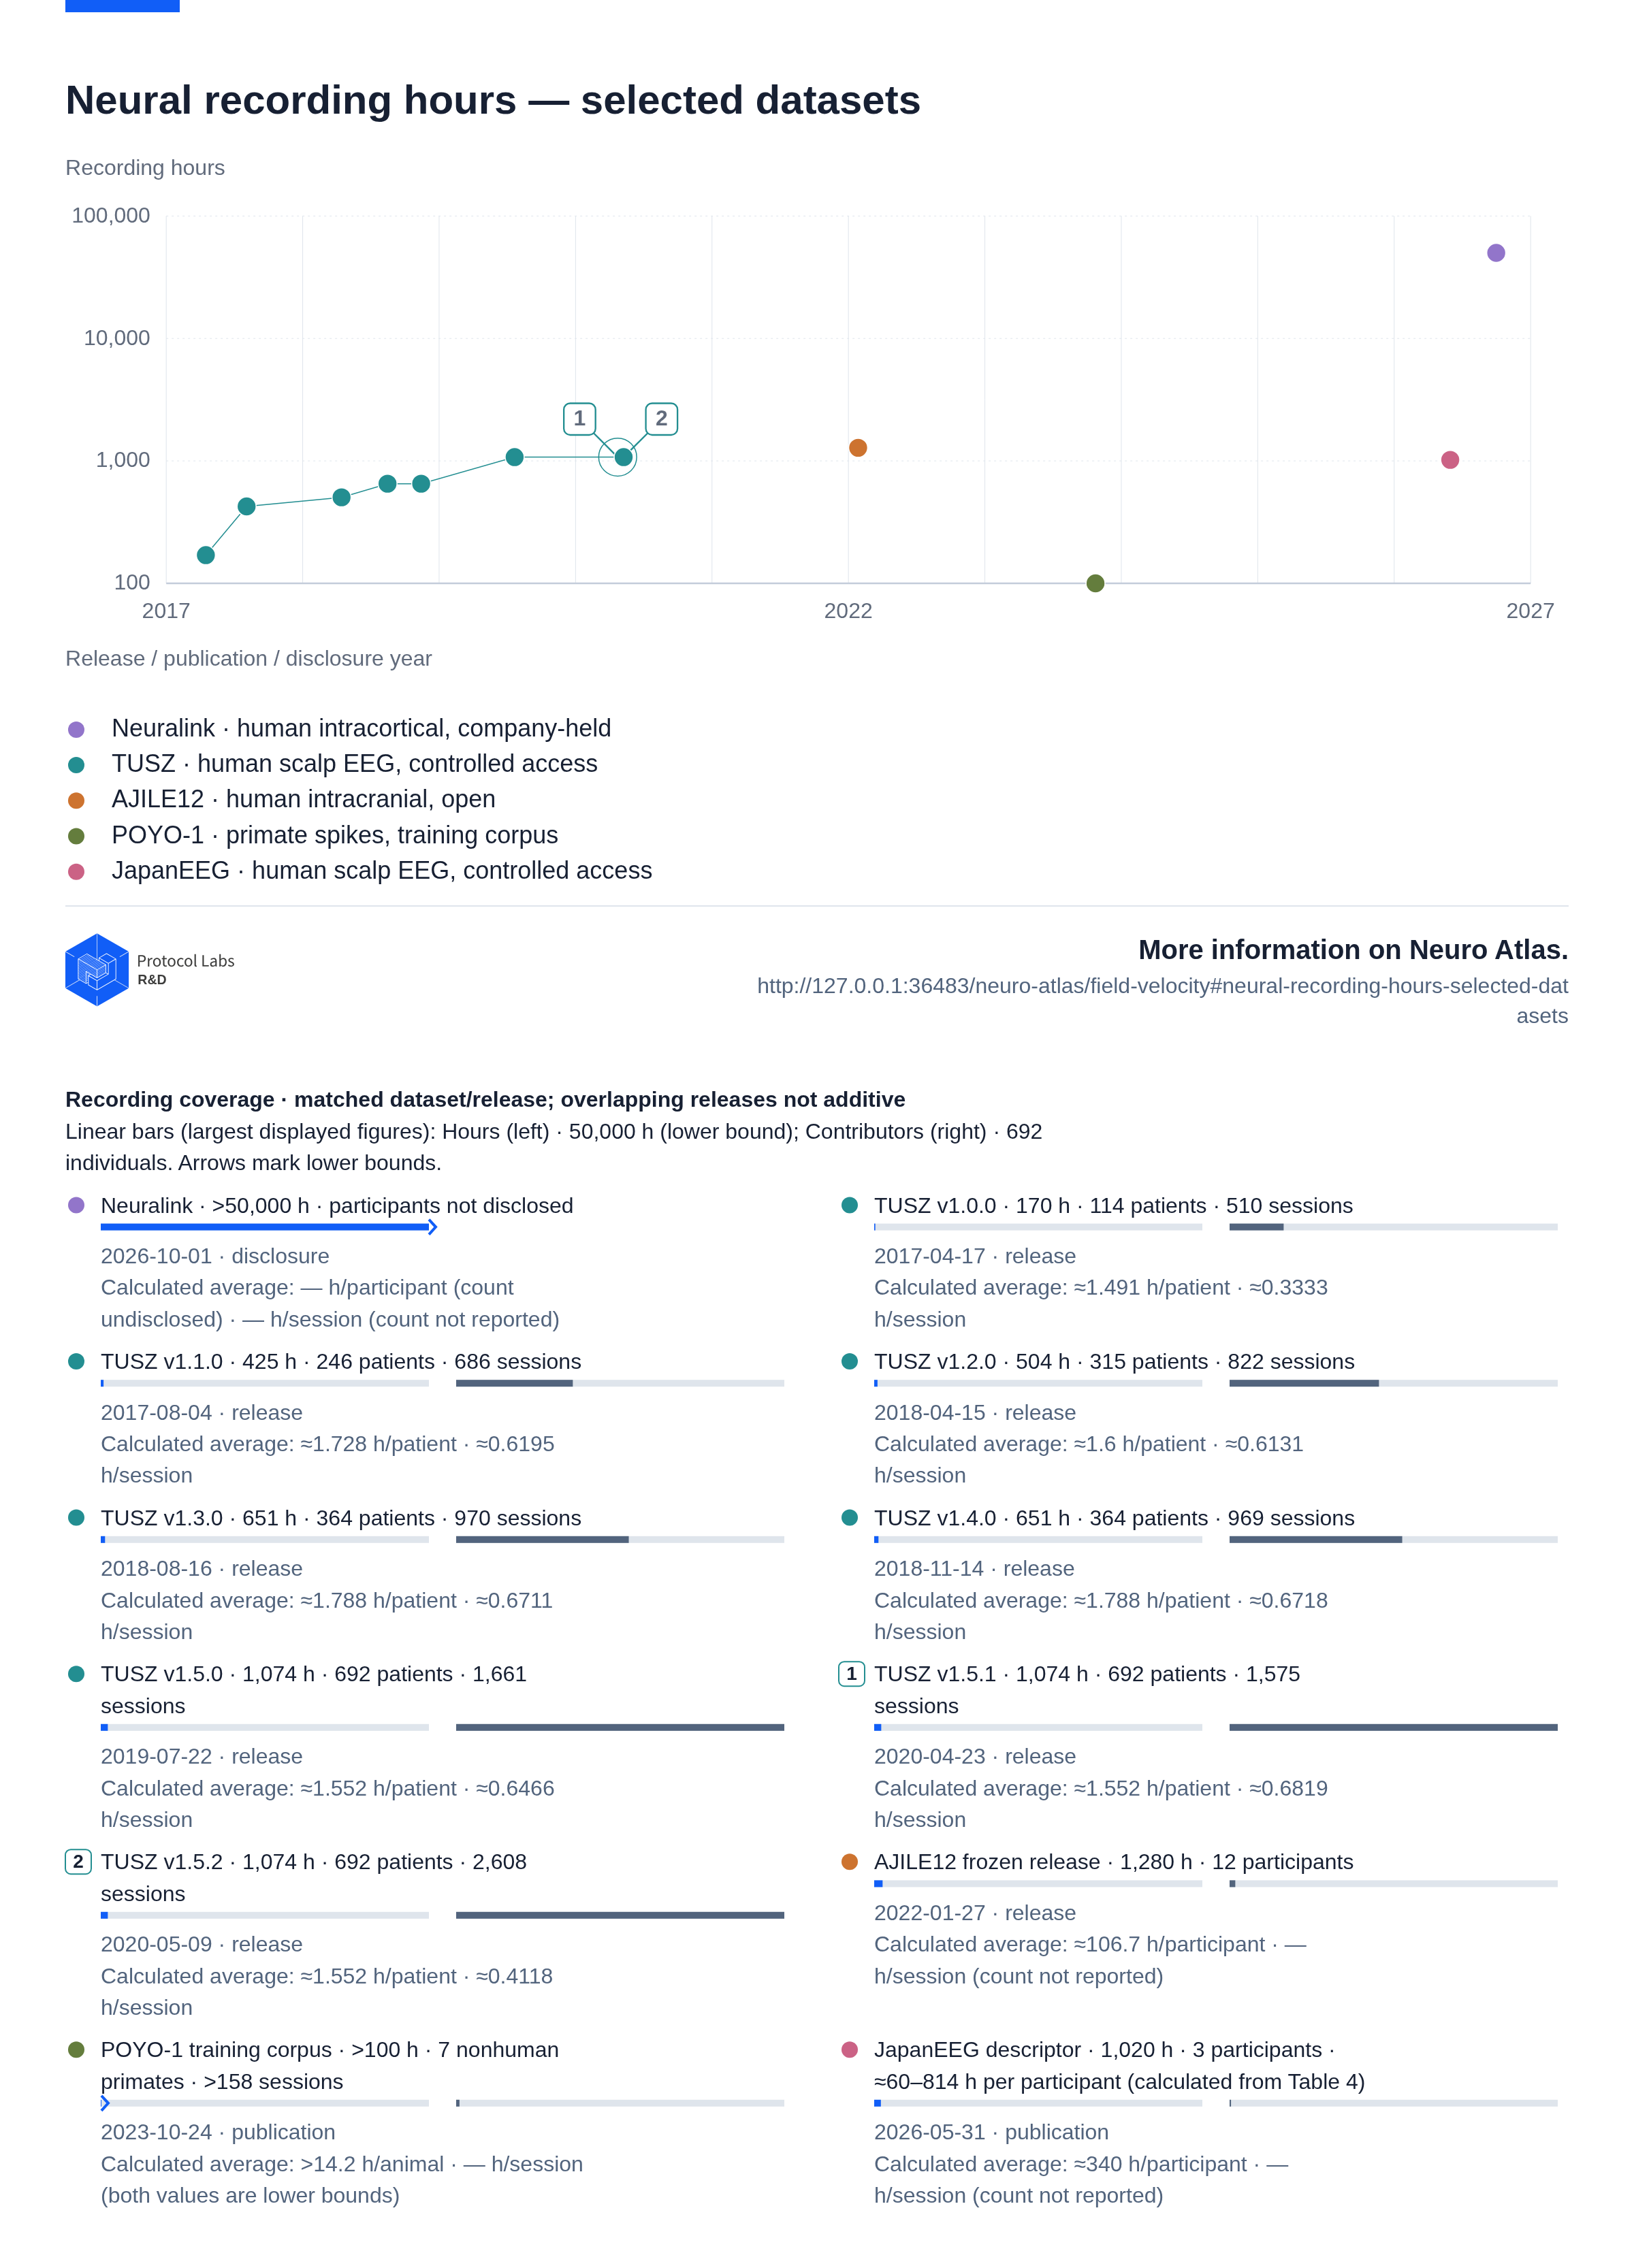 Neural recording hours — selected datasets
Recording hours
100,000
10,000
1,000
100
1
2
2017
2022
2027
Release / publication / disclosure year
Neuralink · human intracortical, company-held
TUSZ · human scalp EEG, controlled access
AJILE12 · human intracranial, open
POYO-1 · primate spikes, training corpus
JapanEEG · human scalp EEG, controlled access
Protocol Labs
R&D
More information on Neuro Atlas.
http://127.0.0.1:36483/neuro-atlas/field-velocity#neural-recording-hours-selected-dat
asets
Recording coverage · matched dataset/release; overlapping releases not additive
Linear bars (largest displayed figures): Hours (left) · 50,000 h (lower bound); Contributors (right) · 692
individuals. Arrows mark lower bounds.
Neuralink · >50,000 h · participants not disclosed
2026-10-01 · disclosure
Calculated average: — h/participant (count
undisclosed) · — h/session (count not reported)
TUSZ v1.0.0 · 170 h · 114 patients · 510 sessions
2017-04-17 · release
Calculated average: ≈1.491 h/patient · ≈0.3333
h/session
TUSZ v1.1.0 · 425 h · 246 patients · 686 sessions
2017-08-04 · release
Calculated average: ≈1.728 h/patient · ≈0.6195
h/session
TUSZ v1.2.0 · 504 h · 315 patients · 822 sessions
2018-04-15 · release
Calculated average: ≈1.6 h/patient · ≈0.6131
h/session
TUSZ v1.3.0 · 651 h · 364 patients · 970 sessions
2018-08-16 · release
Calculated average: ≈1.788 h/patient · ≈0.6711
h/session
TUSZ v1.4.0 · 651 h · 364 patients · 969 sessions
2018-11-14 · release
Calculated average: ≈1.788 h/patient · ≈0.6718
h/session
TUSZ v1.5.0 · 1,074 h · 692 patients · 1,661
sessions
2019-07-22 · release
Calculated average: ≈1.552 h/patient · ≈0.6466
h/session
1 TUSZ v1.5.1 · 1,074 h · 692 patients · 1,575
sessions
2020-04-23 · release
Calculated average: ≈1.552 h/patient · ≈0.6819
h/session
2 TUSZ v1.5.2 · 1,074 h · 692 patients · 2,608
sessions
2020-05-09 · release
Calculated average: ≈1.552 h/patient · ≈0.4118
h/session
AJILE12 frozen release · 1,280 h · 12 participants
2022-01-27 · release
Calculated average: ≈106.7 h/participant · —
h/session (count not reported)
POYO-1 training corpus · >100 h · 7 nonhuman
primates · >158 sessions
2023-10-24 · publication
Calculated average: >14.2 h/animal · — h/session
(both values are lower bounds)
JapanEEG descriptor · 1,020 h · 3 participants ·
≈60–814 h per participant (calculated from Table 4)
2026-05-31 · publication
Calculated average: ≈340 h/participant · —
h/session (count not reported)